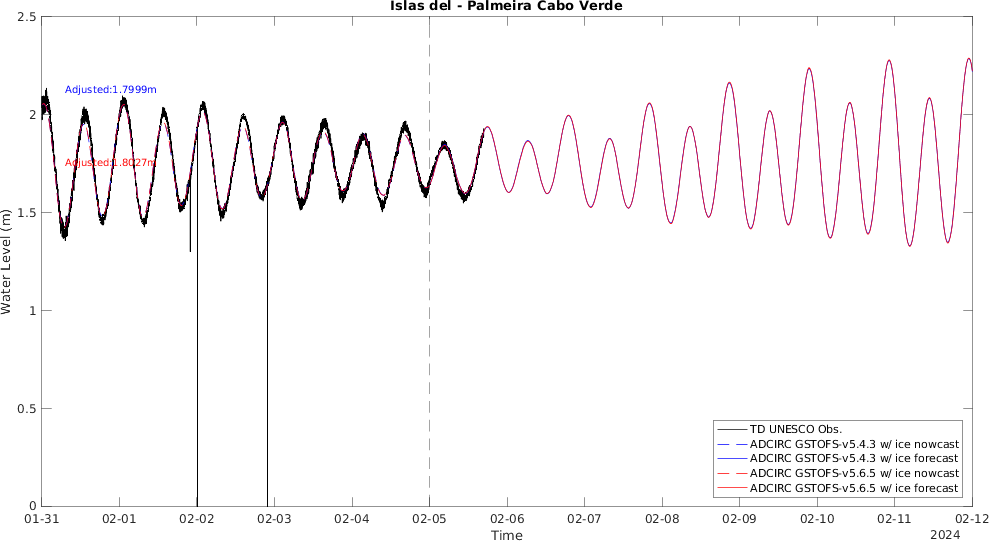 Islas del - Palmeira Cabo Verde
2.5
2
1.5
1
0.5
0
Water Level (m)
Adjusted:1.7999m
Adjusted:1.8027m
TD UNESCO Obs.
ADCIRC GSTOFS-v5.4.3 w/ ice nowcast
ADCIRC GSTOFS-v5.4.3 w/ ice forecast
ADCIRC GSTOFS-v5.6.5 w/ ice nowcast
ADCIRC GSTOFS-v5.6.5 w/ ice forecast
01-31 02-01 02-02 02-03 02-04 02-05 02-06 02-07 02-08 02-09 02-10 02-11 02-12
Time
2024